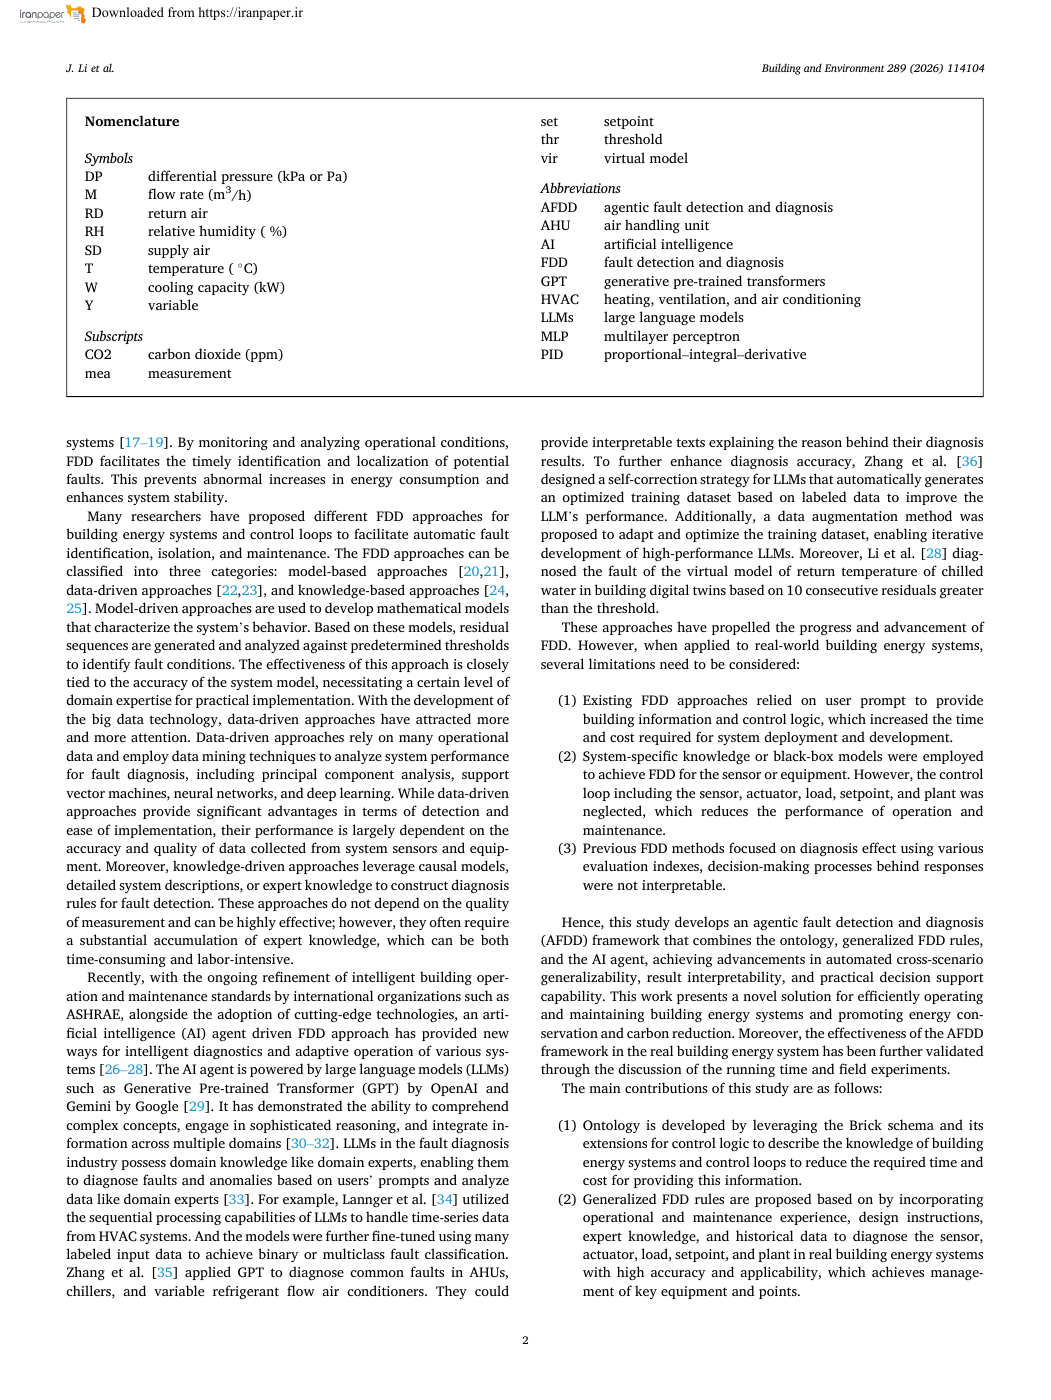 iranpaper Downloaded from https://iranpaper.ir
J. Li et al.
Building and Environment 289 (2026) 114104
Nomenclature
Symbols
DP differential pressure (kPa or Pa)
M flow rate (m³/h)
RD return air
RH relative humidity ( %)
SD supply air
T temperature ( °C)
W cooling capacity (kW)
Y variable
Subscripts
CO2 carbon dioxide (ppm)
mea measurement
set setpoint
thr threshold
vir virtual model
Abbreviations
AFDD agentic fault detection and diagnosis
AHU air handling unit
AI artificial intelligence
FDD fault detection and diagnosis
GPT generative pre-trained transformers
HVAC heating, ventilation, and air conditioning
LLMs large language models
MLP multilayer perceptron
PID proportional–integral–derivative
systems [17–19]. By monitoring and analyzing operational conditions,
FDD facilitates the timely identification and localization of potential
faults. This prevents abnormal increases in energy consumption and
enhances system stability.
Many researchers have proposed different FDD approaches for
building energy systems and control loops to facilitate automatic fault
identification, isolation, and maintenance. The FDD approaches can be
classified into three categories: model-based approaches [20,21],
data-driven approaches [22,23], and knowledge-based approaches [24,
25]. Model-driven approaches are used to develop mathematical models
that characterize the system's behavior. Based on these models, residual
sequences are generated and analyzed against predetermined thresholds
to identify fault conditions. The effectiveness of this approach is closely
tied to the accuracy of the system model, necessitating a certain level of
domain expertise for practical implementation. With the development of
the big data technology, data-driven approaches have attracted more
and more attention. Data-driven approaches rely on many operational
data and employ data mining techniques to analyze system performance
for fault diagnosis, including principal component analysis, support
vector machines, neural networks, and deep learning. While data-driven
approaches provide significant advantages in terms of detection and
ease of implementation, their performance is largely dependent on the
accuracy and quality of data collected from system sensors and equip-
ment. Moreover, knowledge-driven approaches leverage causal models,
detailed system descriptions, or expert knowledge to construct diagnosis
rules for fault detection. These approaches do not depend on the quality
of measurement and can be highly effective; however, they often require
a substantial accumulation of expert knowledge, which can be both
time-consuming and labor-intensive.
Recently, with the ongoing refinement of intelligent building oper-
ation and maintenance standards by international organizations such as
ASHRAE, alongside the adoption of cutting-edge technologies, an arti-
ficial intelligence (AI) agent driven FDD approach has provided new
ways for intelligent diagnostics and adaptive operation of various sys-
tems [26–28]. The AI agent is powered by large language models (LLMs)
such as Generative Pre-trained Transformer (GPT) by OpenAI and
Gemini by Google [29]. It has demonstrated the ability to comprehend
complex concepts, engage in sophisticated reasoning, and integrate in-
formation across multiple domains [30–32]. LLMs in the fault diagnosis
industry possess domain knowledge like domain experts, enabling them
to diagnose faults and anomalies based on users' prompts and analyze
data like domain experts [33]. For example, Lannger et al. [34] utilized
the sequential processing capabilities of LLMs to handle time-series data
from HVAC systems. And the models were further fine-tuned using many
labeled input data to achieve binary or multiclass fault classification.
Zhang et al. [35] applied GPT to diagnose common faults in AHUs,
chillers, and variable refrigerant flow air conditioners. They could
provide interpretable texts explaining the reason behind their diagnosis
results. To further enhance diagnosis accuracy, Zhang et al. [36]
designed a self-correction strategy for LLMs that automatically generates
an optimized training dataset based on labeled data to improve the
LLM's performance. Additionally, a data augmentation method was
proposed to adapt and optimize the training dataset, enabling iterative
development of high-performance LLMs. Moreover, Li et al. [28] diag-
nosed the fault of the virtual model of return temperature of chilled
water in building digital twins based on 10 consecutive residuals greater
than the threshold.
These approaches have propelled the progress and advancement of
FDD. However, when applied to real-world building energy systems,
several limitations need to be considered:
(1) Existing FDD approaches relied on user prompt to provide
building information and control logic, which increased the time
and cost required for system deployment and development.
(2) System-specific knowledge or black-box models were employed
to achieve FDD for the sensor or equipment. However, the control
loop including the sensor, actuator, load, setpoint, and plant was
neglected, which reduces the performance of operation and
maintenance.
(3) Previous FDD methods focused on diagnosis effect using various
evaluation indexes, decision-making processes behind responses
were not interpretable.
Hence, this study develops an agentic fault detection and diagnosis
(AFDD) framework that combines the ontology, generalized FDD rules,
and the AI agent, achieving advancements in automated cross-scenario
generalizability, result interpretability, and practical decision support
capability. This work presents a novel solution for efficiently operating
and maintaining building energy systems and promoting energy con-
servation and carbon reduction. Moreover, the effectiveness of the AFDD
framework in the real building energy system has been further validated
through the discussion of the running time and field experiments.
The main contributions of this study are as follows:
(1) Ontology is developed by leveraging the Brick schema and its
extensions for control logic to describe the knowledge of building
energy systems and control loops to reduce the required time and
cost for providing this information.
(2) Generalized FDD rules are proposed based on by incorporating
operational and maintenance experience, design instructions,
expert knowledge, and historical data to diagnose the sensor,
actuator, load, setpoint, and plant in real building energy systems
with high accuracy and applicability, which achieves manage-
ment of key equipment and points.
2